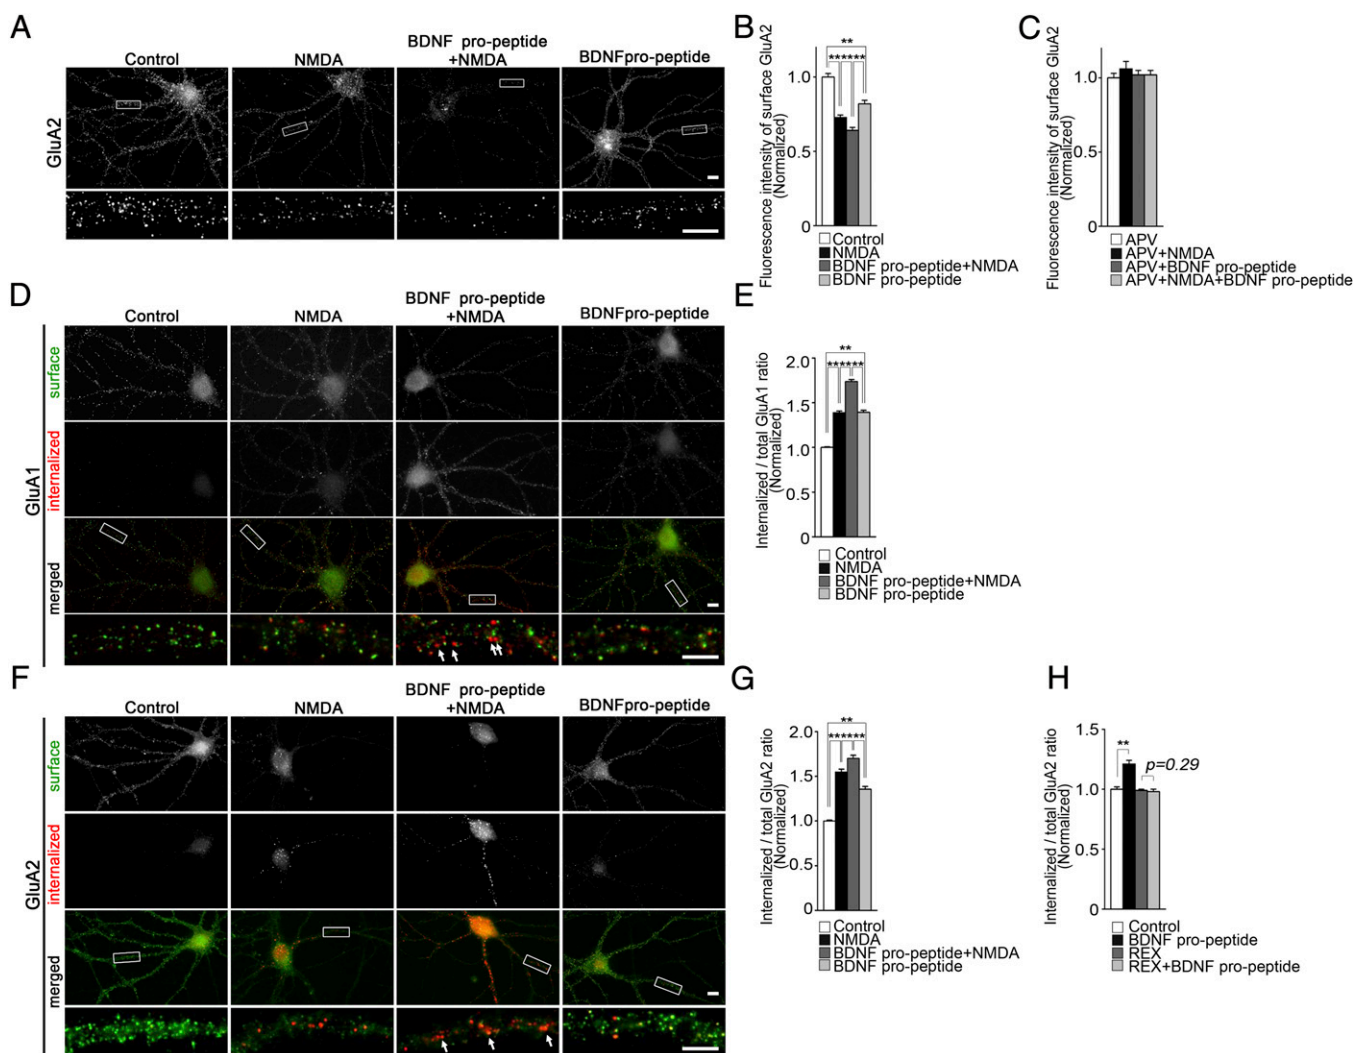 A
Control
NMDA
BDNF pro-peptide
+NMDA
BDNFpro-peptide
GluA2
B
Fluorescence intensity of surface GluA2
(Normalized)
1.0
0.5
0
**
******
Control
NMDA
BDNF pro-peptide+NMDA
BDNF pro-peptide
C
Fluorescence intensity of surface GluA2
(Normalized)
1.0
0.5
0
APV
APV+NMDA
APV+BDNF pro-peptide
APV+NMDA+BDNF pro-peptide
D
Control
NMDA
BDNF pro-peptide
+NMDA
BDNFpro-peptide
GluA1
surface
internalized
merged
E
Internalized / total GluA1 ratio
(Normalized)
2.0
1.5
1.0
0.5
0
**
******
Control
NMDA
BDNF pro-peptide+NMDA
BDNF pro-peptide
F
Control
NMDA
BDNF pro-peptide
+NMDA
BDNFpro-peptide
GluA2
surface
internalized
merged
G
Internalized / total GluA2 ratio
(Normalized)
2.0
1.5
1.0
0.5
0
**
******
Control
NMDA
BDNF pro-peptide+NMDA
BDNF pro-peptide
H
Internalized / total GluA2 ratio
(Normalized)
1.5
1.0
0.5
0
**
p=0.29
Control
BDNF pro-peptide
REX
REX+BDNF pro-peptide